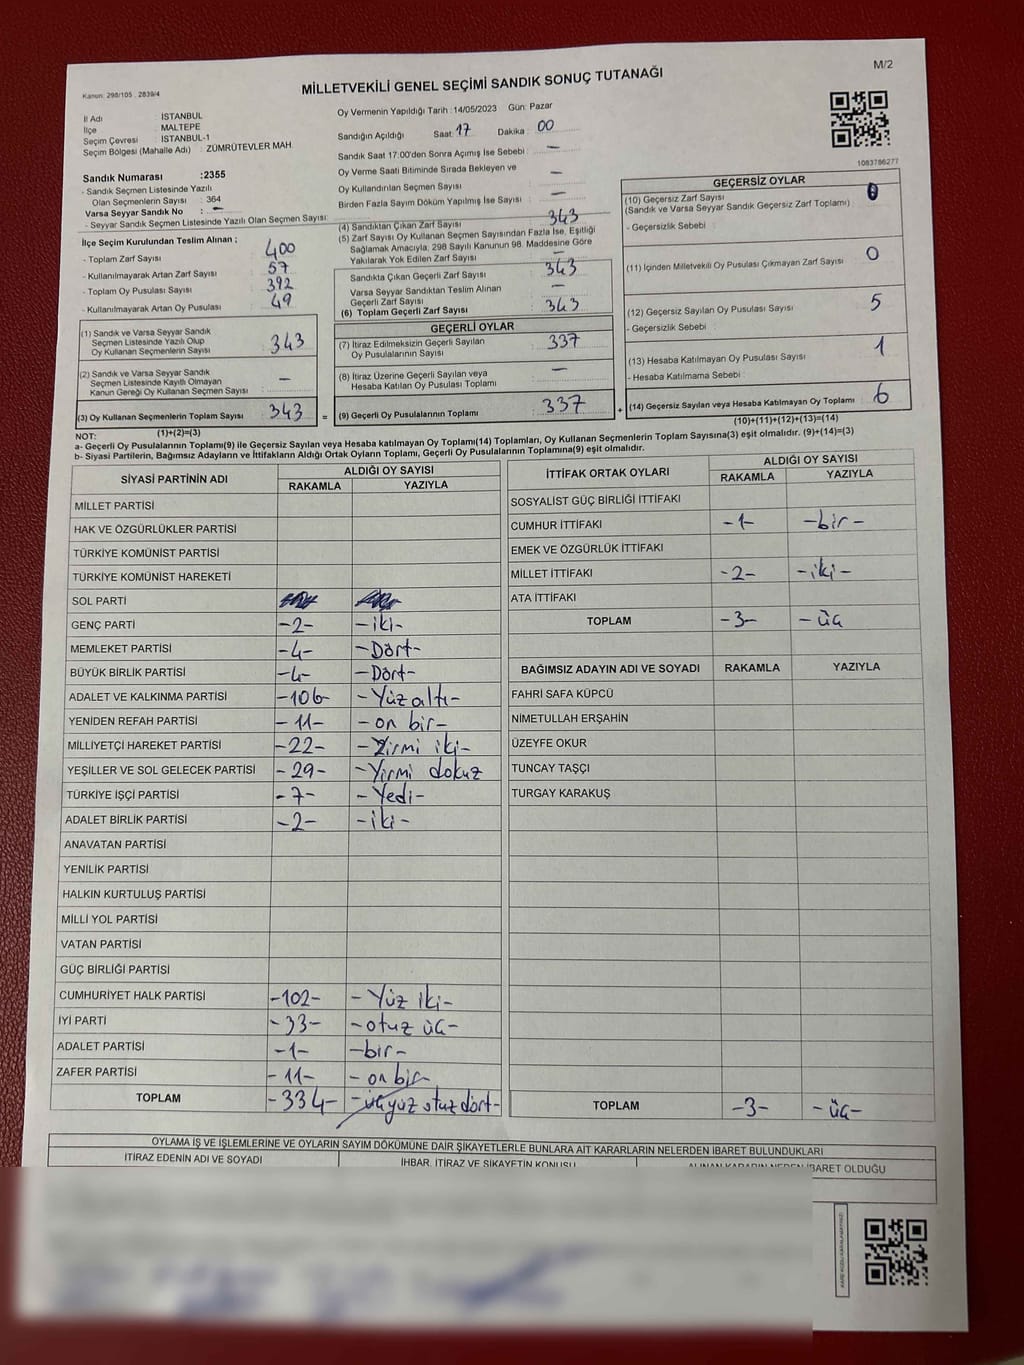 M/2
Kanun: 298/105 . 2839/4
MİLLETVEKİLİ GENEL SEÇİMİ SANDIK SONUÇ TUTANAĞI
İl Adı : İSTANBUL
İlçe : MALTEPE
Seçim Çevresi : İSTANBUL-1
Seçim Bölgesi (Mahalle Adı) : ZÜMRÜTEVLER MAH.
Sandık Numarası :2355
- Sandık Seçmen Listesinde Yazılı
Olan Seçmenlerin Sayısı : 364
Varsa Seyyar Sandık No : -
- Seyyar Sandık Seçmen Listesinde Yazılı Olan Seçmen Sayısı:
Oy Vermenin Yapıldığı Tarih : 14/05/2023 Gün: Pazar
Sandığın Açıldığı Saat: 17 Dakika : 00
Sandık Saat 17:00'den Sonra Açımış İse Sebebi : -
Oy Verme Saati Bitiminde Sırada Bekleyen ve
Oy Kullandırılan Seçmen Sayısı -
Birden Fazla Sayım Döküm Yapılmış İse Sayısı -
1083786277
İlçe Seçim Kurulundan Teslim Alınan ;
- Toplam Zarf Sayısı : 400
- Kullanılmayarak Artan Zarf Sayısı : 57
- Toplam Oy Pusulası Sayısı : 392
- Kullanılmayarak Artan Oy Pusulası : 49
(1) Sandık ve Varsa Seyyar Sandık
Seçmen Listesinde Yazılı Olup
Oy Kullanan Seçmenlerin Sayısı : 343
(2) Sandık ve Varsa Seyyar Sandık
Seçmen Listesinde Kayıtlı Olmayan
Kanun Gereği Oy Kullanan Seçmen Sayısı : -
(3) Oy Kullanan Seçmenlerin Toplam Sayısı : 343 =
(1)+(2)=(3)
(4) Sandıktan Çıkan Zarf Sayısı 343
(5) Zarf Sayısı Oy Kullanan Seçmen Sayısından Fazla İse, Eşitliği
Sağlamak Amacıyla, 298 Sayılı Kanunun 98. Maddesine Göre
Yakılarak Yok Edilen Zarf Sayısı -
Sandıkta Çıkan Geçerli Zarf Sayısı : 343
Varsa Seyyar Sandıktan Teslim Alınan
Geçerli Zarf Sayısı : -
(6) Toplam Geçerli Zarf Sayısı : 343
GEÇERLİ OYLAR
(7) İtiraz Edilmeksizin Geçerli Sayılan
Oy Pusulasının Sayısı : 337
(8) İtiraz Üzerine Geçerli Sayılan veya
Hesaba Katılan Oy Pusulası Toplamı : -
(9) Geçerli Oy Pusulalarının Toplamı : 337 +
GEÇERSİZ OYLAR
(10) Geçersiz Zarf Sayısı
(Sandık ve Varsa Seyyar Sandık Geçersiz Zarf Toplamı) : 0
- Geçersizlik Sebebi :
(11) İçinden Milletvekili Oy Pusulası Çıkmayan Zarf Sayısı : 0
(12) Geçersiz Sayılan Oy Pusulası Sayısı : 5
- Geçersizlik Sebebi :
(13) Hesaba Katılmayan Oy Pusulası Sayısı : 1
- Hesaba Katılmama Sebebi :
(14) Geçersiz Sayılan veya Hesaba Katılmayan Oy Toplamı : 6
(10)+(11)+(12)+(13)=(14)
NOT:
a- Geçerli Oy Pusulalarının Toplamı(9) ile Geçersiz Sayılan veya Hesaba katılmayan Oy Toplamı(14) Toplamları, Oy Kullanan Seçmenlerin Toplam Sayısına(3) eşit olmalıdır. (9)+(14)=(3)
b- Siyasi Partilerin, Bağımsız Adayların ve İttifakların Aldığı Ortak Oyların Toplamı, Geçerli Oy Pusulalarının Toplamına(9) eşit olmalıdır.
SİYASİ PARTİNİN ADI ALDIĞI OY SAYISI
RAKAMLA YAZIYLA
MİLLET PARTİSİ
HAK VE ÖZGÜRLÜKLER PARTİSİ
TÜRKİYE KOMÜNİST PARTİSİ
TÜRKİYE KOMÜNİST HAREKETİ
SOL PARTİ
GENÇ PARTİ -2- -iki-
MEMLEKET PARTİSİ -4- -Dört-
BÜYÜK BİRLİK PARTİSİ -4- -Dört-
ADALET VE KALKINMA PARTİSİ -106- -Yüz altı-
YENİDEN REFAH PARTİSİ -11- -on bir-
MİLLİYETÇİ HAREKET PARTİSİ -22- -Yirmi iki-
YEŞİLLER VE SOL GELECEK PARTİSİ -29- -Yirmi dokuz
TÜRKİYE İŞÇİ PARTİSİ -7- -Yedi-
ADALET BİRLİK PARTİSİ -2- -iki-
ANAVATAN PARTİSİ
YENİLİK PARTİSİ
HALKIN KURTULUŞ PARTİSİ
MİLLİ YOL PARTİSİ
VATAN PARTİSİ
GÜÇ BİRLİĞİ PARTİSİ
CUMHURİYET HALK PARTİSİ -102- -Yüz iki-
İYİ PARTİ -33- -otuz üç-
ADALET PARTİSİ -1- -bir-
ZAFER PARTİSİ -11- -on bir-
TOPLAM -334- -üçyüz otuz dört-
İTTİFAK ORTAK OYLARI ALDIĞI OY SAYISI
RAKAMLA YAZIYLA
SOSYALİST GÜÇ BİRLİĞİ İTTİFAKI
CUMHUR İTTİFAKI -1- -bir-
EMEK VE ÖZGÜRLÜK İTTİFAKI
MİLLET İTTİFAKI -2- -iki-
ATA İTTİFAKI
TOPLAM -3- -üç
BAĞIMSIZ ADAYIN ADI VE SOYADI RAKAMLA YAZIYLA
FAHRİ SAFA KÜPCÜ
NİMETULLAH ERŞAHİN
ÜZEYFE OKUR
TUNCAY TAŞÇI
TURGAY KARAKUŞ
TOPLAM -3- -üç-
OYLAMA İŞ VE İŞLEMLERİNE VE OYLARIN SAYIM DÖKÜMÜNE DAİR ŞİKAYETLERLE BUNLARA AİT KARARLARIN NELERDEN İBARET BULUNDUKLARI
İTİRAZ EDENİN ADI VE SOYADI İHBAR, İTİRAZ VE ŞİKAYETİN KONUSU ALINAN KARARIN NEDEN İBARET OLDUĞU